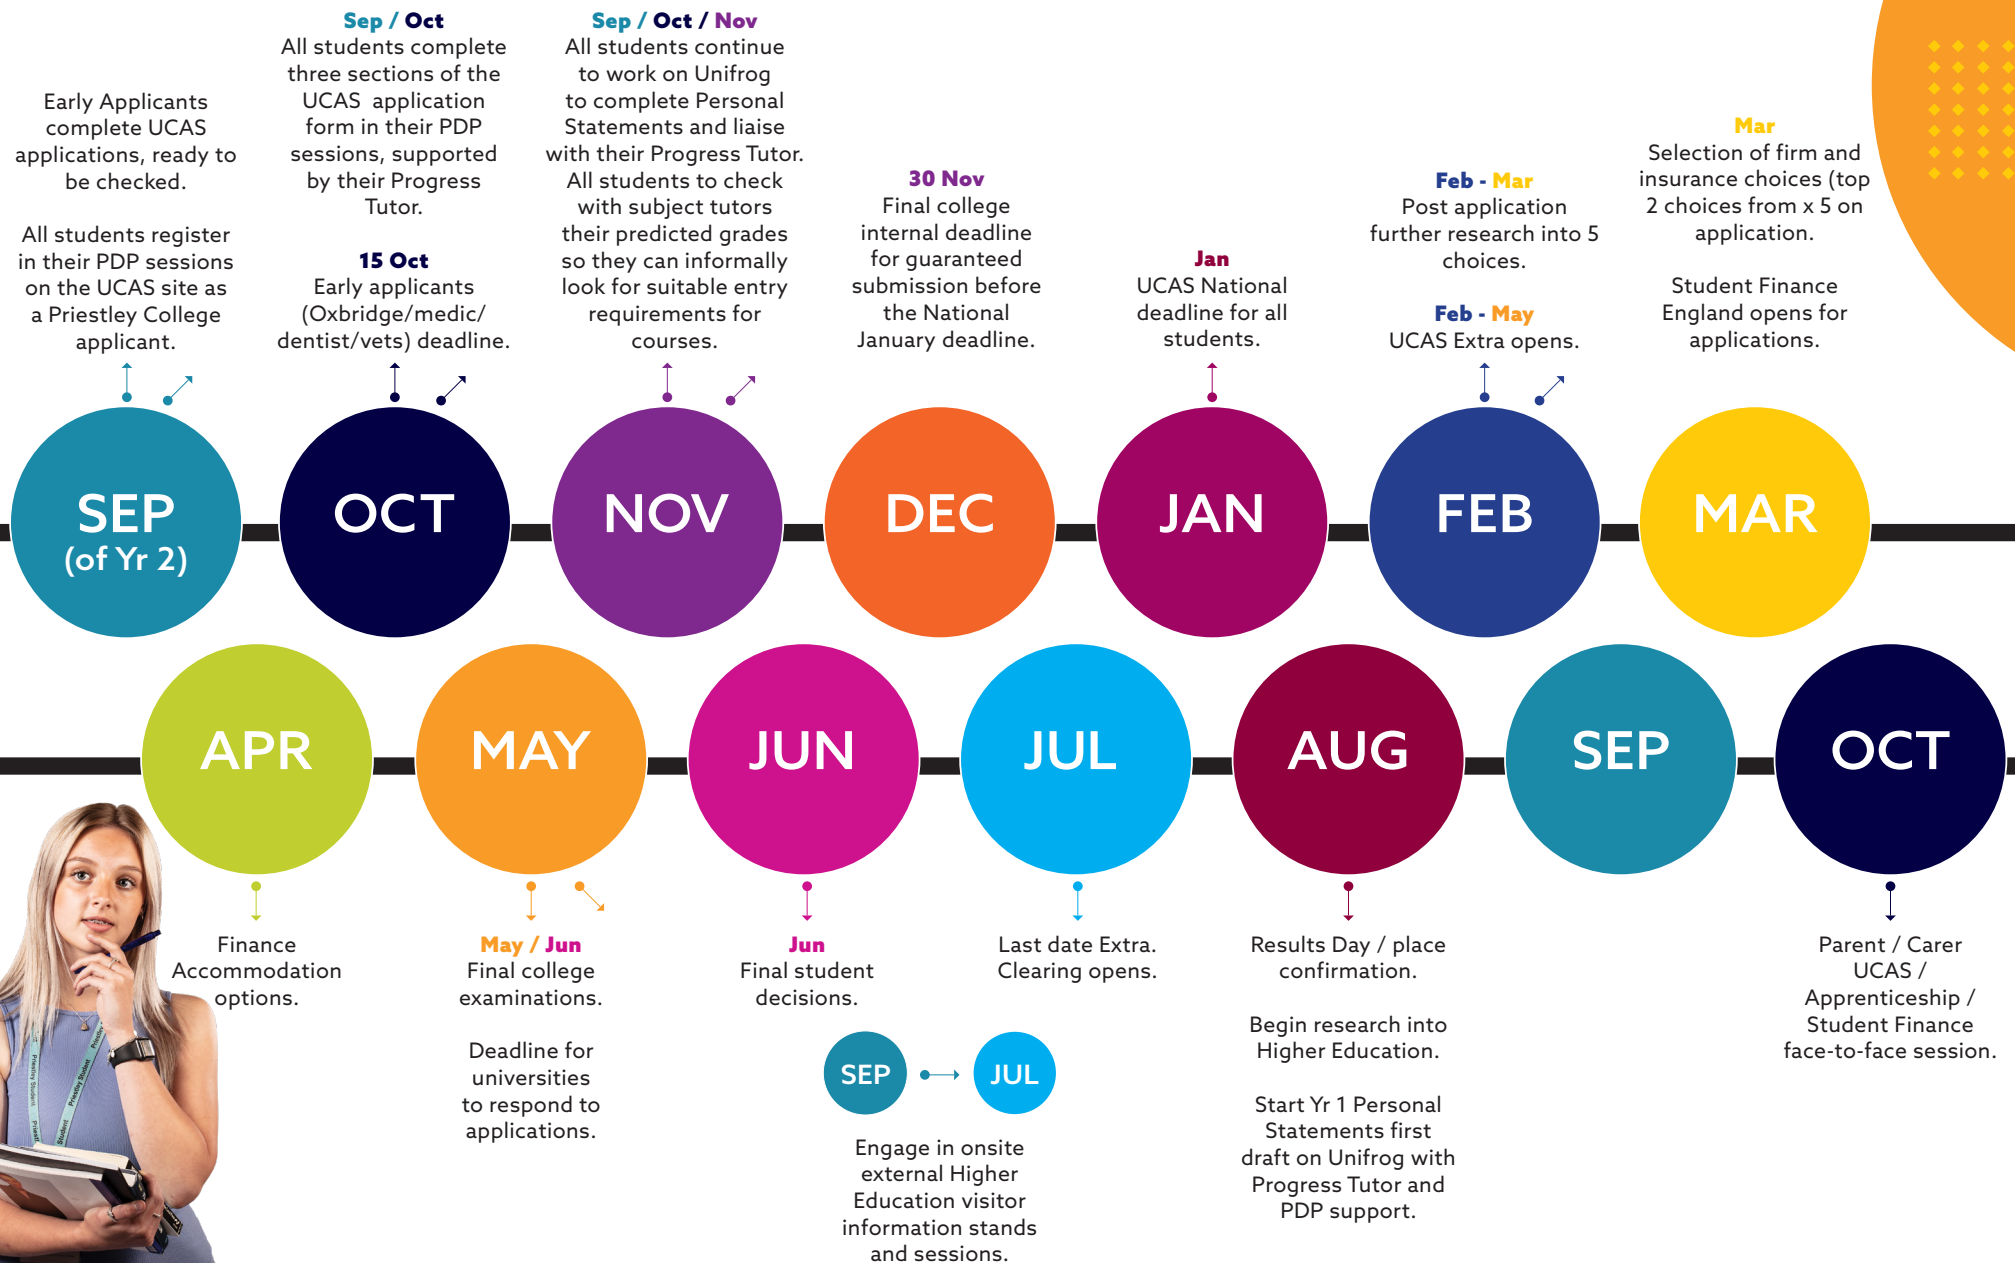 Early Applicants
complete UCAS
applications, ready to
be checked.
All students register
in their PDP sessions
on the UCAS site as
a Priestley College
applicant.
Sep / Oct
All students complete
three sections of the
UCAS application
form in their PDP
sessions, supported
by their Progress
Tutor.
15 Oct
Early applicants
(Oxbridge/medic/
dentist/vets) deadline.
Sep / Oct / Nov
All students continue
to work on Unifrog
to complete Personal
Statements and liaise
with their Progress Tutor.
All students to check
with subject tutors
their predicted grades
so they can informally
look for suitable entry
requirements for
courses.
30 Nov
Final college
internal deadline
for guaranteed
submission before
the National
January deadline.
Jan
UCAS National
deadline for all
students.
Feb - Mar
Post application
further research into 5
choices.
Feb - May
UCAS Extra opens.
Mar
Selection of firm and
insurance choices (top
2 choices from x 5 on
application.
Student Finance
England opens for
applications.
SEP
(of Yr 2)
OCT
NOV
DEC
JAN
FEB
MAR
APR
MAY
JUN
JUL
AUG
SEP
OCT
Finance
Accommodation
options.
May / Jun
Final college
examinations.
Deadline for
universities
to respond to
applications.
Jun
Final student
decisions.
Last date Extra.
Clearing opens.
SEP
JUL
Engage in onsite
external Higher
Education visitor
information stands
and sessions.
Results Day / place
confirmation.
Begin research into
Higher Education.
Start Yr 1 Personal
Statements first
draft on Unifrog with
Progress Tutor and
PDP support.
Parent / Carer
UCAS /
Apprenticeship /
Student Finance
face-to-face session.
Priestley Student
Priestley Student